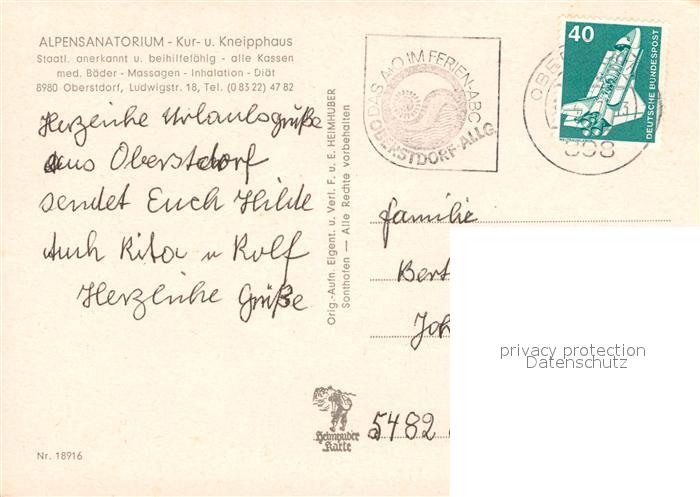 ALPENSANATORIUM - Kur- u. Kneipphaus
Staatl. anerkannt u. beihilfefähig - alle Kassen
med. Bäder - Massagen - Inhalation - Diät
8980 Oberstdorf, Ludwigstr. 18, Tel. (0 83 22) 47 82
Herzliche Urlaubsgrüße
aus Oberstdorf
sendet Euch Hilde
Auch Rita u Rolf
Herzliche Grüße
Nr. 18916
Orig.-Aufn. Eigent. u. Verl. F. u. E. HEIMHUBER
Sonthofen — Alle Rechte vorbehalten
Heimhuber
Karte
DAS A+O IM FERIEN-ABC
OBERSTDORF-ALLG.
40
DEUTSCHE BUNDESPOST
OBE
898
Familie
Bert
Joh
5482
privacy protection
Datenschutz